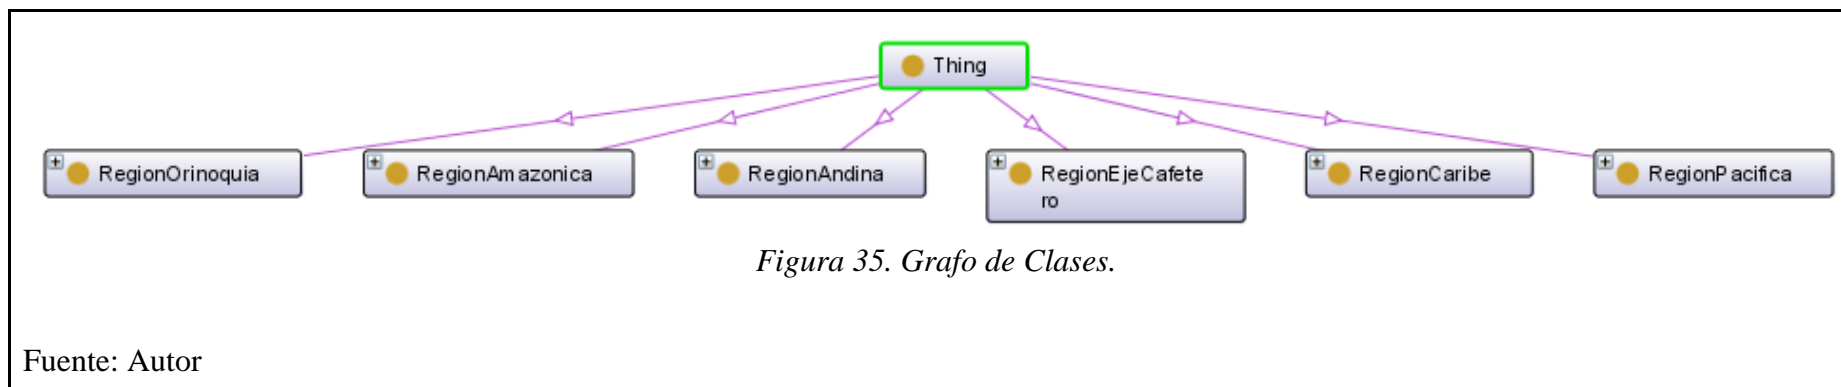 Thing
RegionOrinoquia
RegionAmazonica
RegionAndina
RegionEjeCafete
ro
RegionCaribe
RegionPacifica
Figura 35. Grafo de Clases.
Fuente: Autor